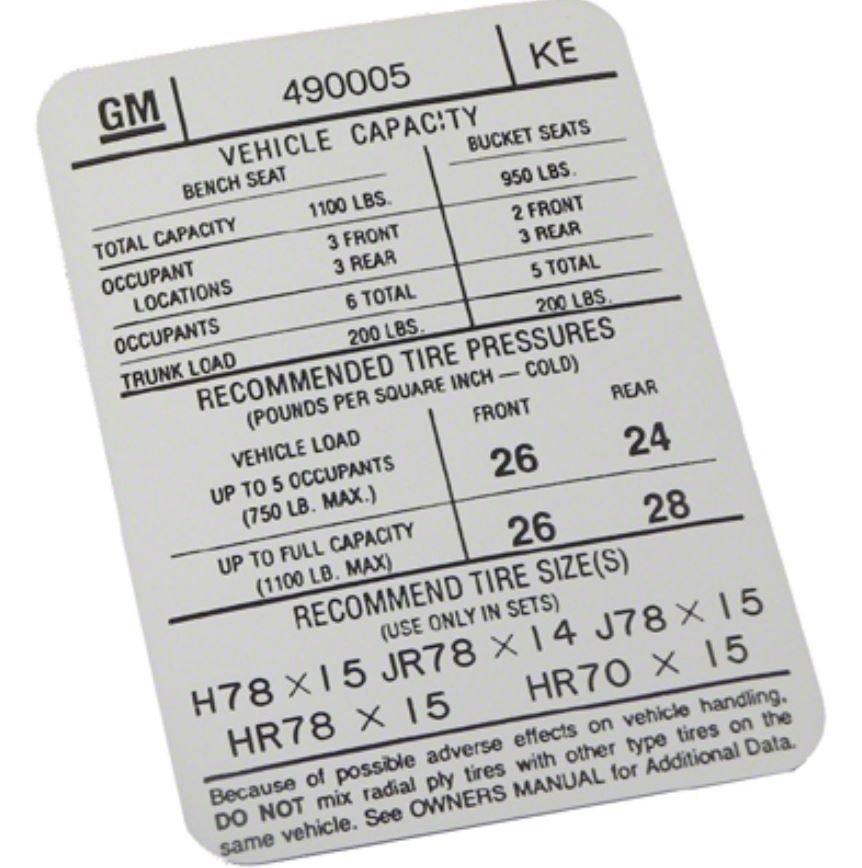 GM 490005 KE
VEHICLE CAPACITY
BENCH SEAT BUCKET SEATS
TOTAL CAPACITY 1100 LBS. 950 LBS.
OCCUPANT LOCATIONS 3 FRONT 3 REAR 2 FRONT 3 REAR
OCCUPANTS 6 TOTAL 5 TOTAL
TRUNK LOAD 200 LBS. 200 LBS.
RECOMMENDED TIRE PRESSURES
(POUNDS PER SQUARE INCH — COLD)
VEHICLE LOAD FRONT REAR
UP TO 5 OCCUPANTS (750 LB. MAX.) 26 24
UP TO FULL CAPACITY (1100 LB. MAX) 26 28
RECOMMEND TIRE SIZE(S)
(USE ONLY IN SETS)
H78 × 15 JR78 × 14 J78 × 15
HR78 × 15 HR70 × 15
Because of possible adverse effects on vehicle handling,
DO NOT mix radial ply tires with other type tires on the
same vehicle. See OWNERS MANUAL for Additional Data.